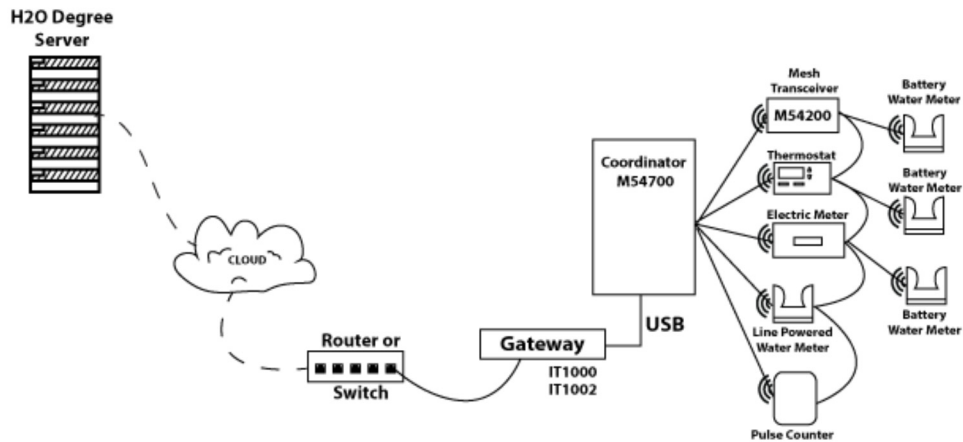 H2O Degree
Server
CLOUD
Router or
Switch
Gateway
IT1000
IT1002
USB
Coordinator
M54700
Mesh
Transceiver
M54200
Thermostat
Electric Meter
Line Powered
Water Meter
Pulse Counter
Battery
Water Meter
Battery
Water Meter
Battery
Water Meter